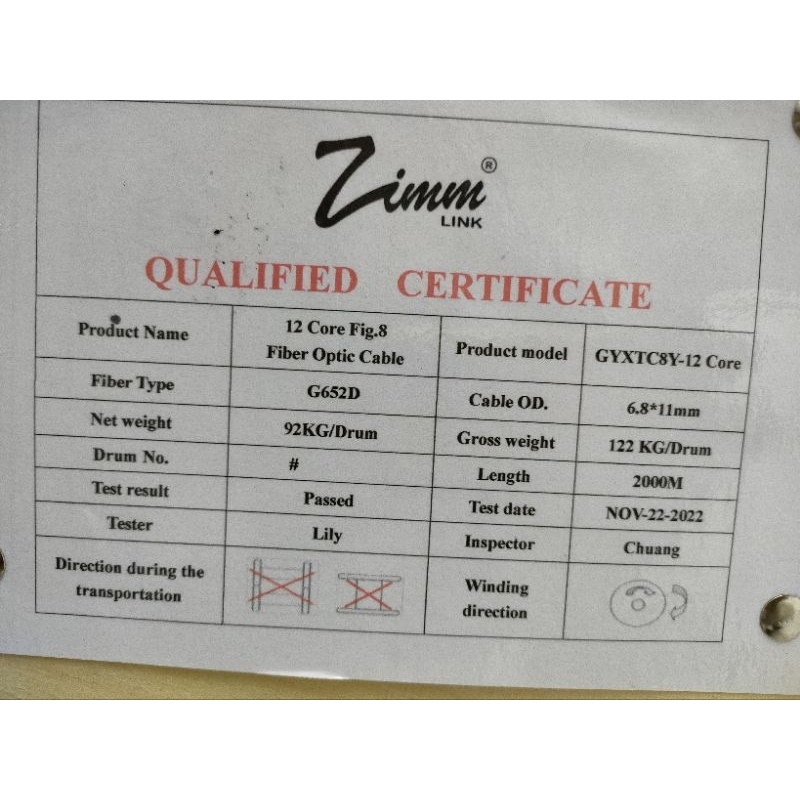 Zimm®
LINK
QUALIFIED CERTIFICATE
Product Name
12 Core Fig.8
Fiber Optic Cable
Product model
GYXTC8Y-12 Core
Fiber Type
G652D
Cable OD.
6.8*11mm
Net weight
92KG/Drum
Gross weight
122 KG/Drum
Drum No.
#
Length
2000M
Test result
Passed
Test date
NOV-22-2022
Tester
Lily
Inspector
Chuang
Direction during the
transportation
Winding
direction